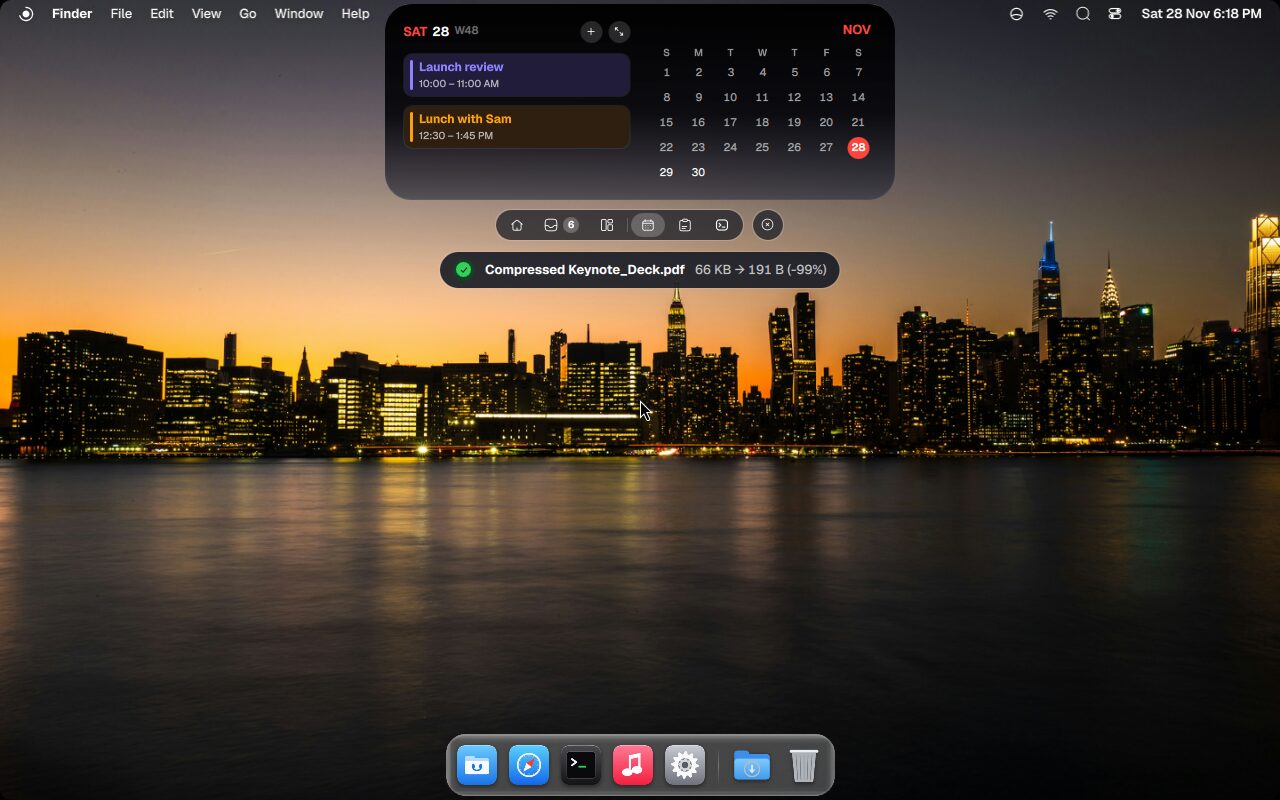 Finder File Edit View Go Window Help
Sat 28 Nov 6:18 PM
SAT 28 W48
Launch review
10:00 – 11:00 AM
Lunch with Sam
12:30 – 1:45 PM
NOV
S M T W T F S
1 2 3 4 5 6 7
8 9 10 11 12 13 14
15 16 17 18 19 20 21
22 23 24 25 26 27 28
29 30
6
Compressed Keynote_Deck.pdf 66 KB → 191 B (-99%)